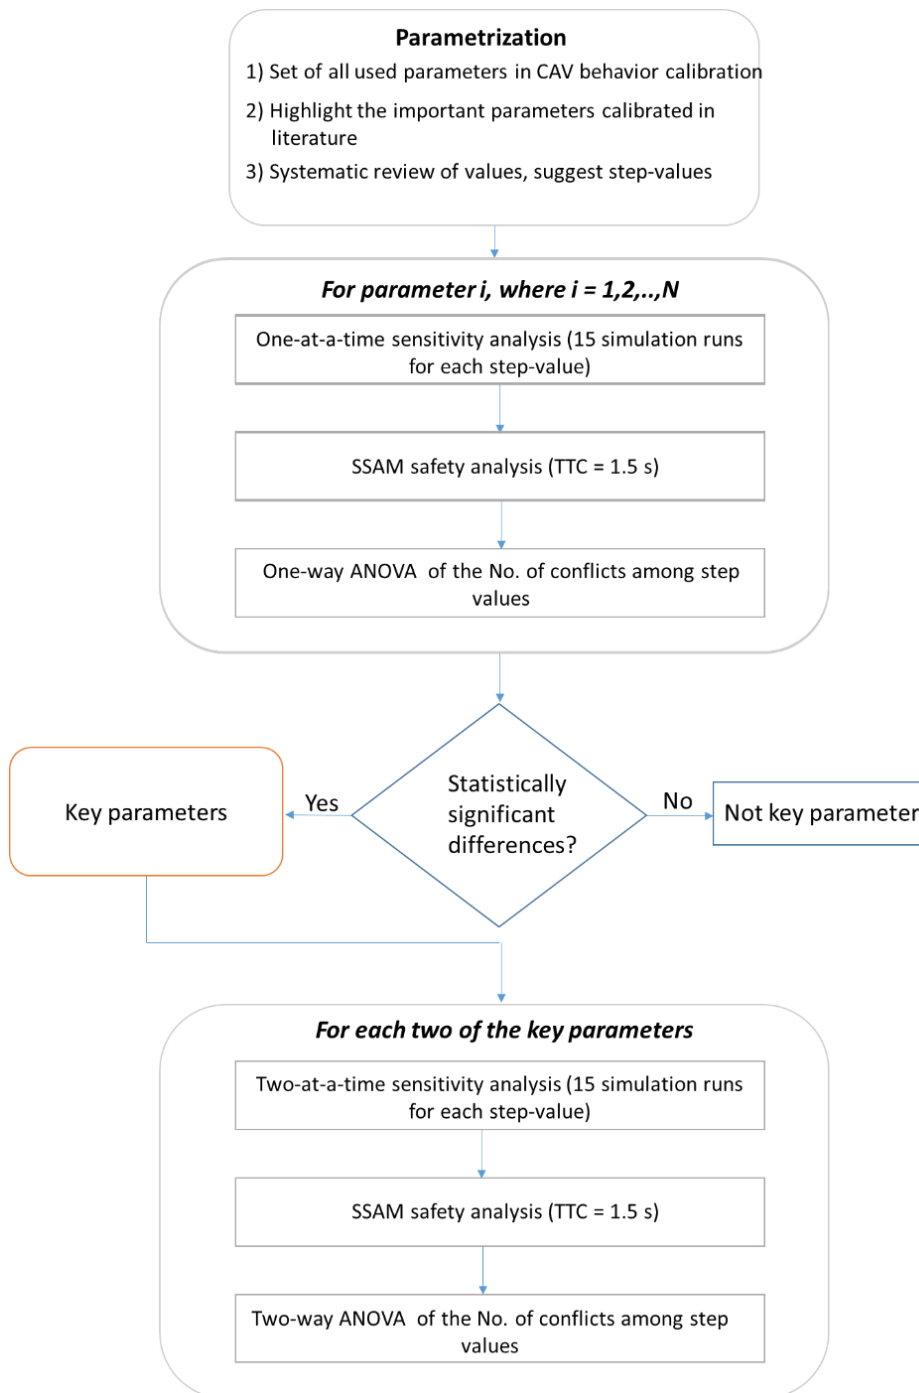 Parametrization
1) Set of all used parameters in CAV behavior calibration
2) Highlight the important parameters calibrated in
literature
3) Systematic review of values, suggest step-values
For parameter i, where i = 1,2,..,N
One-at-a-time sensitivity analysis (15 simulation runs
for each step-value)
SSAM safety analysis (TTC = 1.5 s)
One-way ANOVA of the No. of conflicts among step
values
Statistically
significant
differences?
Yes
Key parameters
No
Not key parameter
For each two of the key parameters
Two-at-a-time sensitivity analysis (15 simulation runs
for each step-value)
SSAM safety analysis (TTC = 1.5 s)
Two-way ANOVA of the No. of conflicts among step
values